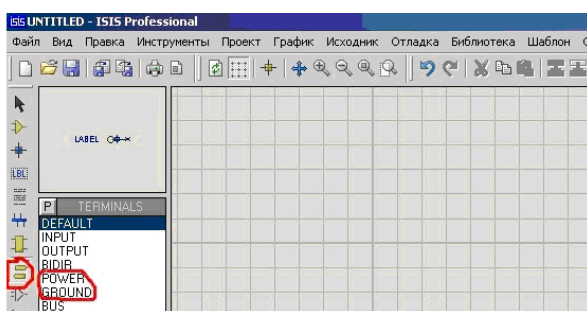 ISIS UNTITLED - ISIS Professional
Файл Вид Правка Инструменты Проект График Исходник Отладка Библиотека Шаблон
LABEL
LBL
P TERMINALS
DEFAULT
INPUT
OUTPUT
BIDIR
POWER
GROUND
BUS